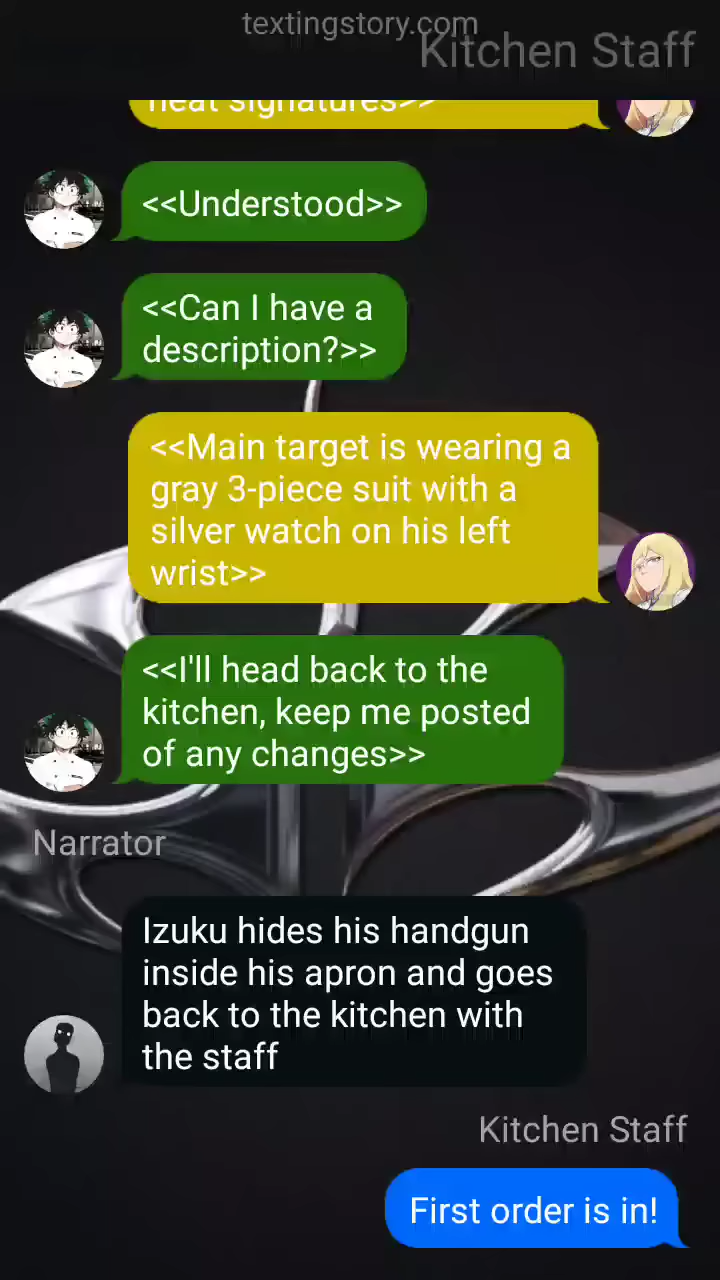 textingstory.com
Kitchen Staff
heat signatures>>
<<Understood>>
<<Can I have a
description?>>
<<Main target is wearing a
gray 3-piece suit with a
silver watch on his left
wrist>>
<<I'll head back to the
kitchen, keep me posted
of any changes>>
Narrator
Izuku hides his handgun
inside his apron and goes
back to the kitchen with
the staff
Kitchen Staff
First order is in!